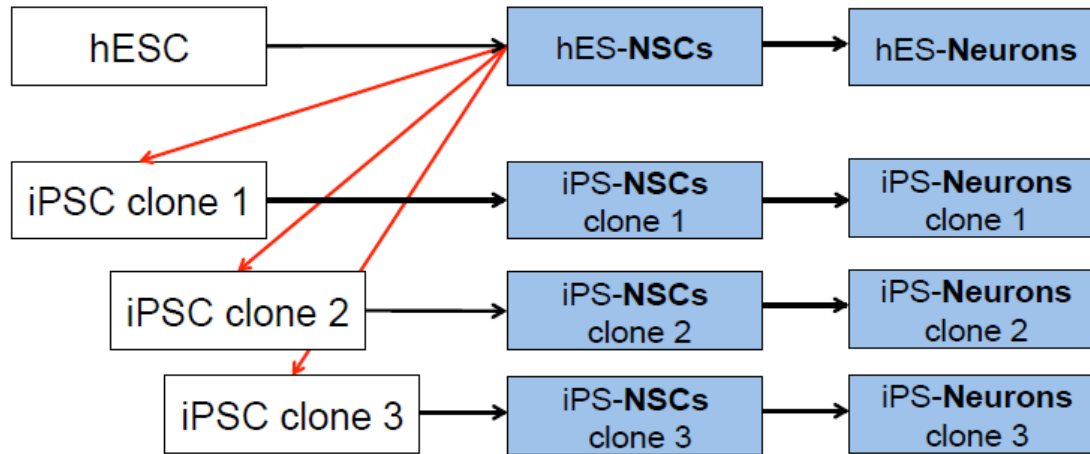 hESC
hES-NSCs
hES-Neurons
iPSC clone 1
iPS-NSCs
clone 1
iPS-Neurons
clone 1
iPSC clone 2
iPS-NSCs
clone 2
iPS-Neurons
clone 2
iPSC clone 3
iPS-NSCs
clone 3
iPS-Neurons
clone 3